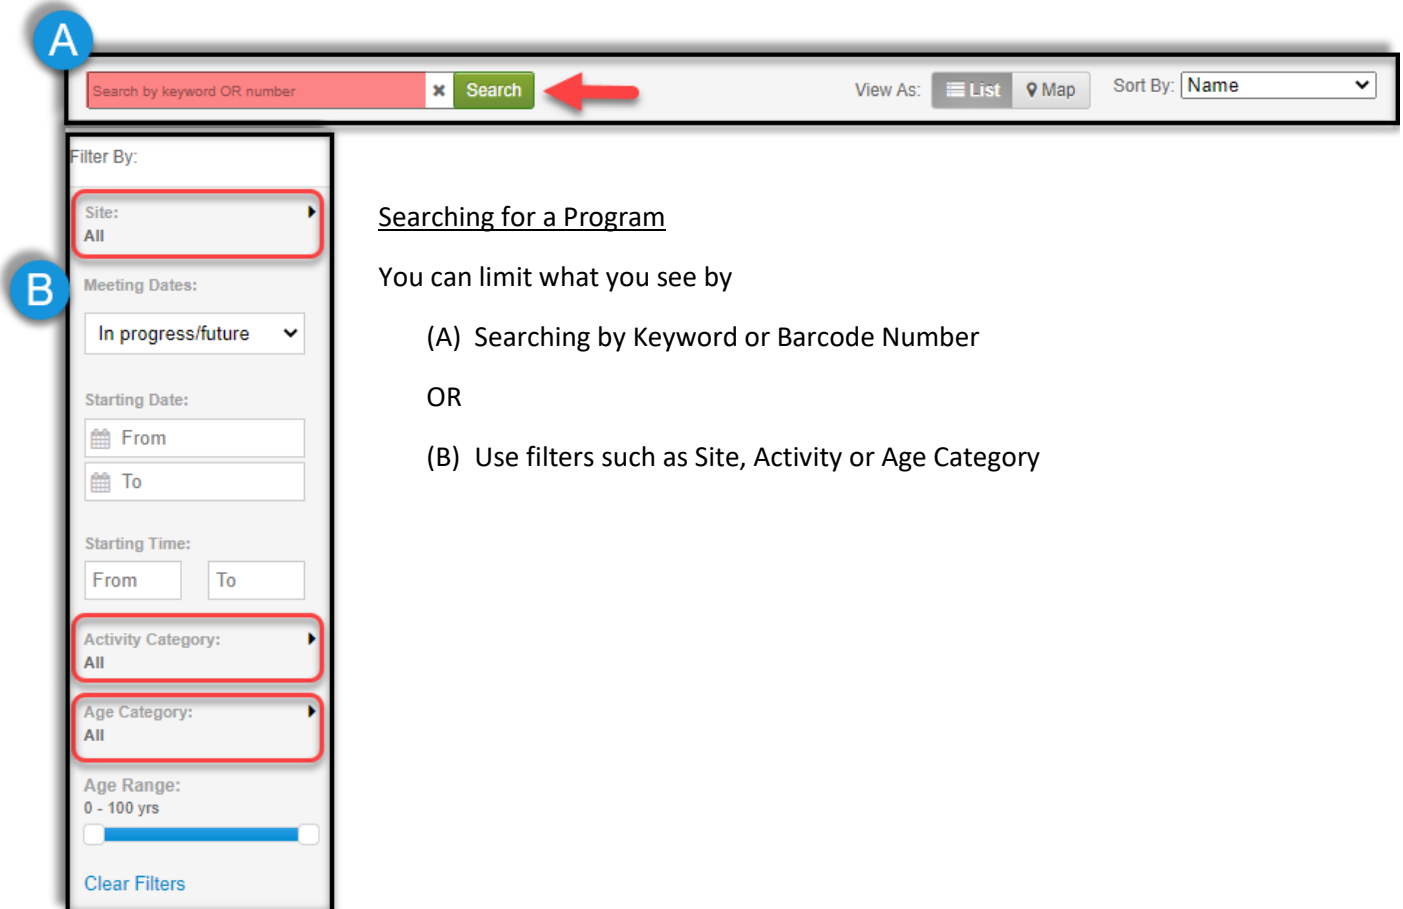 A
Search by keyword OR number
Search
View As:
List
Map
Sort By:
Name
Filter By:
Site:
All
B
Meeting Dates:
In progress/future
Starting Date:
From
To
Starting Time:
From
To
Activity Category:
All
Age Category:
All
Age Range:
0 - 100 yrs
Clear Filters
Searching for a Program
You can limit what you see by
(A) Searching by Keyword or Barcode Number
OR
(B) Use filters such as Site, Activity or Age Category